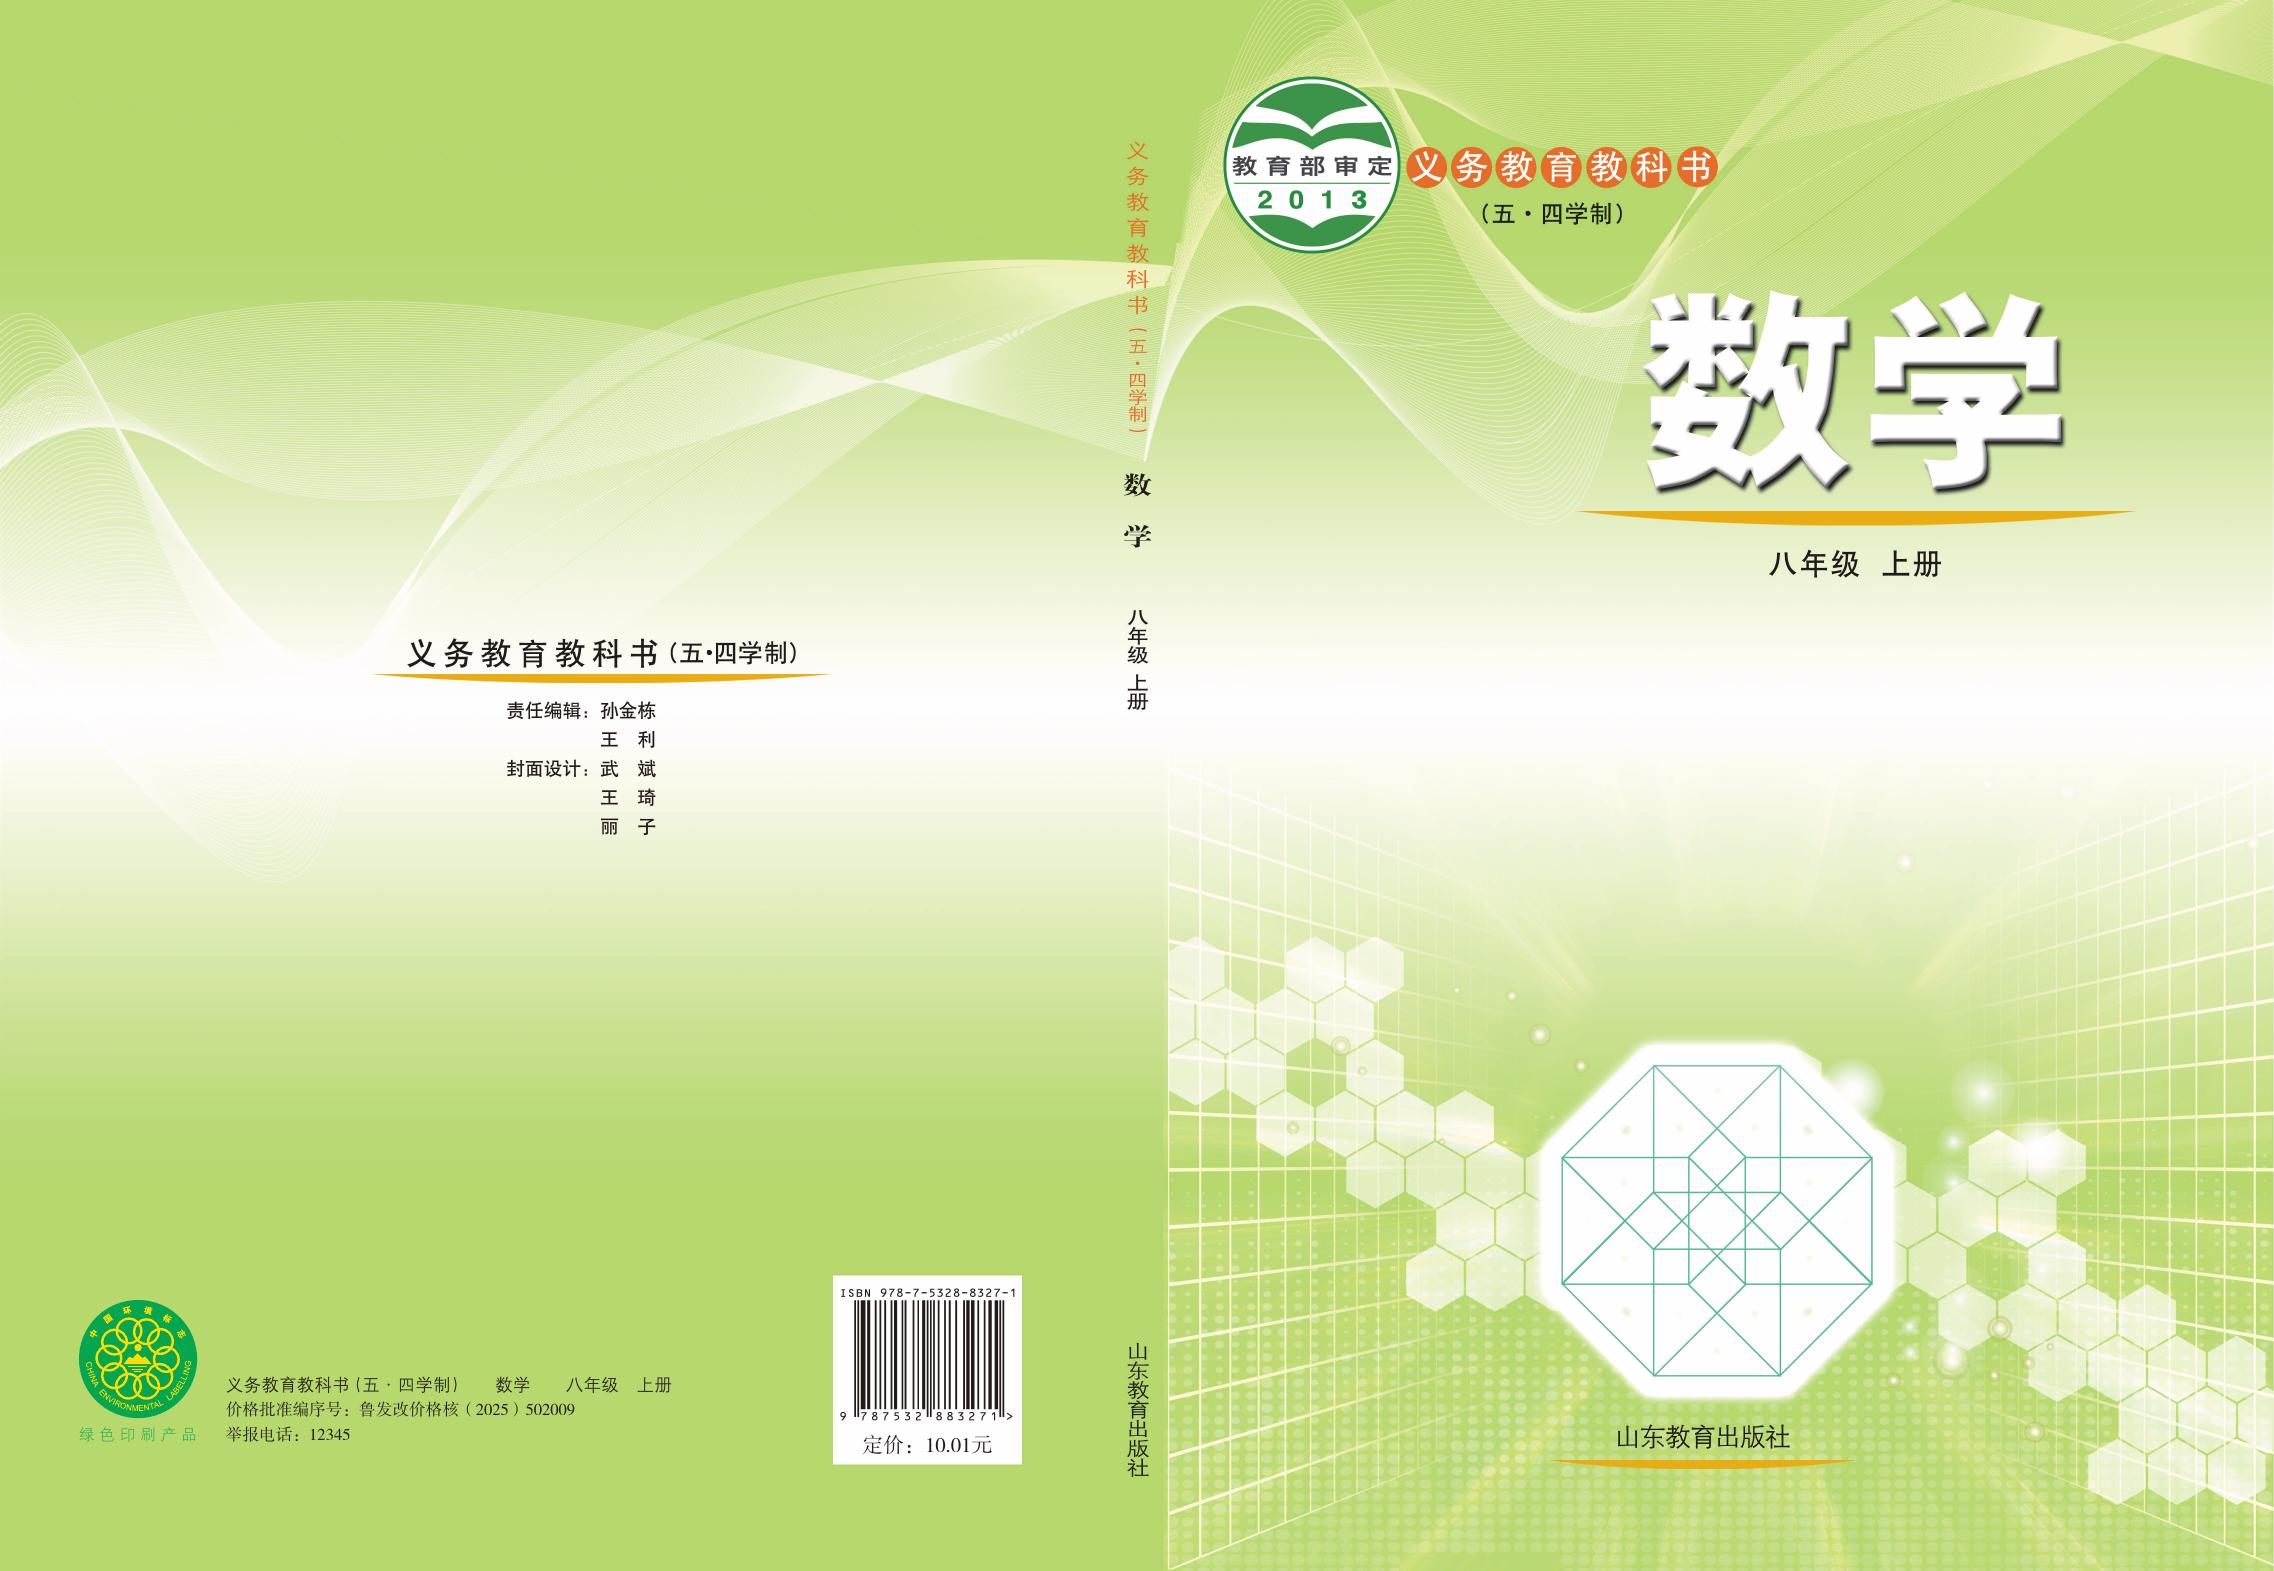 义务教育教科书(五·四学制)
责任编辑：孙金栋
王 利
封面设计：武 斌
王 琦
丽 子
中国环境标志
CHINA ENVIRONMENTAL LABELLING
绿色印刷产品
义务教育教科书(五·四学制) 数学 八年级 上册
价格批准编序号：鲁发改价格核（2025）502009
举报电话：12345
ISBN 978-7-5328-8327-1
9 787532 883271 >
定价：10.01元
义务教育教科书(五·四学制) 数学 八年级 上册
山东教育出版社
教育部审定
2013
义务教育教科书
(五·四学制)
数学
八年级 上册
山东教育出版社